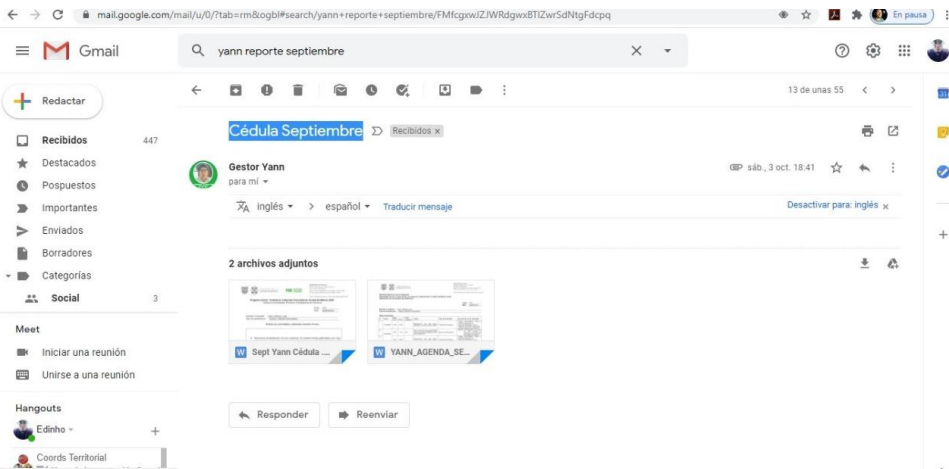 mail.google.com/mail/u/0/?tab=rm&ogbl#search/yann+reporte+septiembre/FMfcgxwJZJWRdgwxBTlZwrSdNtgFdcpq
En pausa
Gmail
yann reporte septiembre
Redactar
13 de unas 55
Recibidos 447
Destacados
Pospuestos
Importantes
Enviados
Borradores
Categorías
Social 3
Meet
Iniciar una reunión
Unirse a una reunión
Hangouts
Edinho
Coords Territorial
Cédula Septiembre Recibidos x
Gestor Yann
sáb., 3 oct. 18:41
para mí
inglés > español Traducir mensaje
Desactivar para: inglés x
2 archivos adjuntos
W Sept Yann Cédula ...
W YANN_AGENDA_SE...
Responder
Reenviar